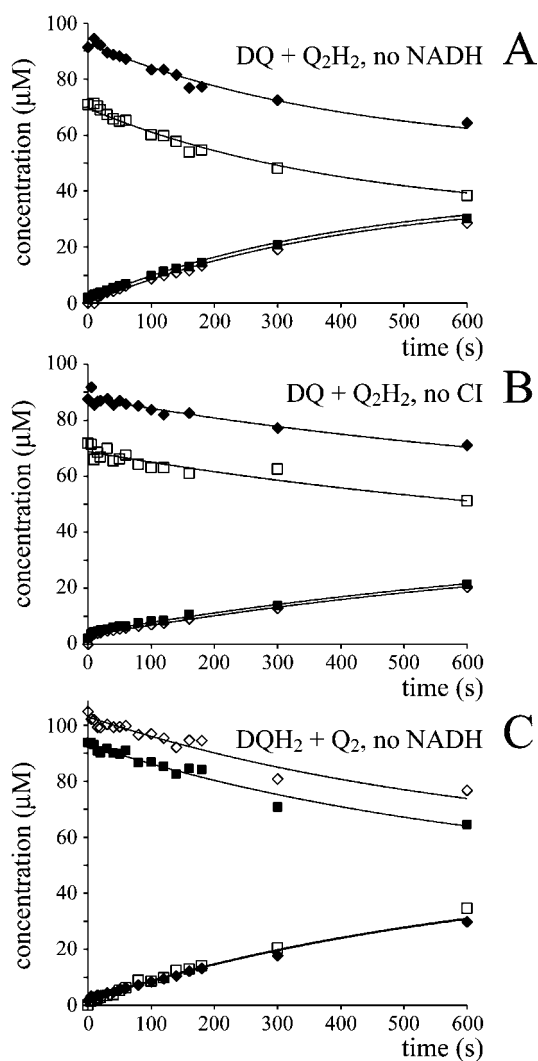 100
DQ + Q₂H₂, no NADH
A
80
60
40
20
0
concentration (µM)
0 100 200 300 400 500 600
time (s)
100
DQ + Q₂H₂, no CI
B
80
60
40
20
0
concentration (µM)
0 100 200 300 400 500 600
time (s)
100
DQH₂ + Q₂, no NADH
C
80
60
40
20
0
concentration (µM)
0 100 200 300 400 500 600
time (s)